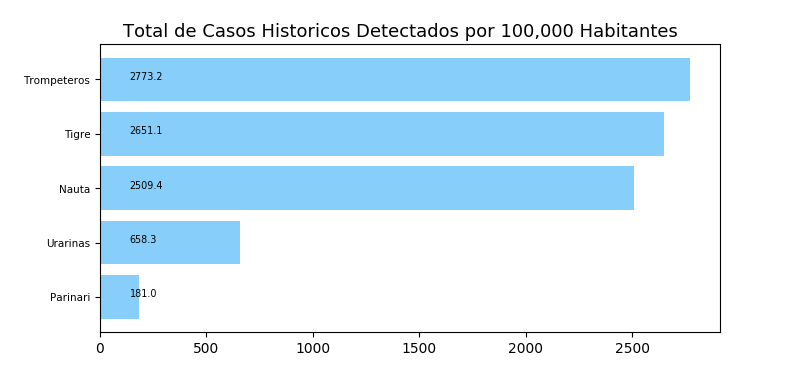 Total de Casos Historicos Detectados por 100,000 Habitantes
Trompeteros 2773.2
Tigre 2651.1
Nauta 2509.4
Urarinas 658.3
Parinari 181.0
0 500 1000 1500 2000 2500